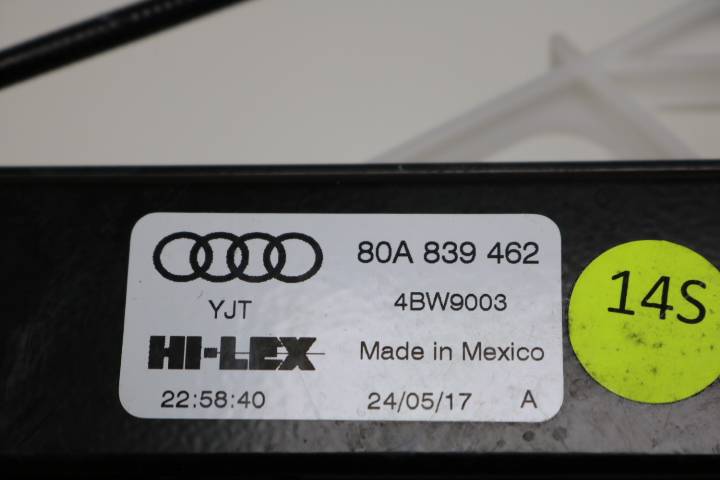 80A 839 462
YJT 4BW9003
HI-LEX Made in Mexico
22:58:40 24/05/17 A
14S